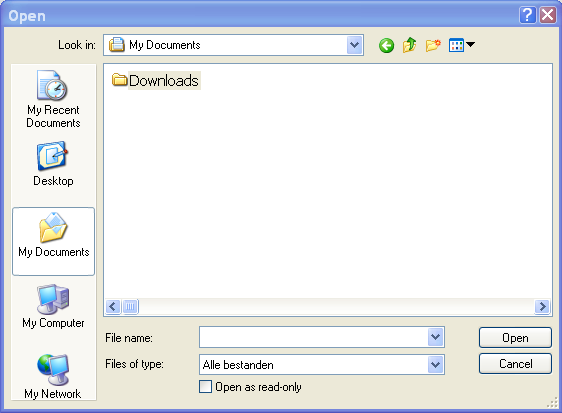 Open
Look in:
My Documents
Downloads
My Recent
Documents
Desktop
My Documents
My Computer
My Network
File name:
Open
Files of type:
Alle bestanden
Cancel
Open as read-only